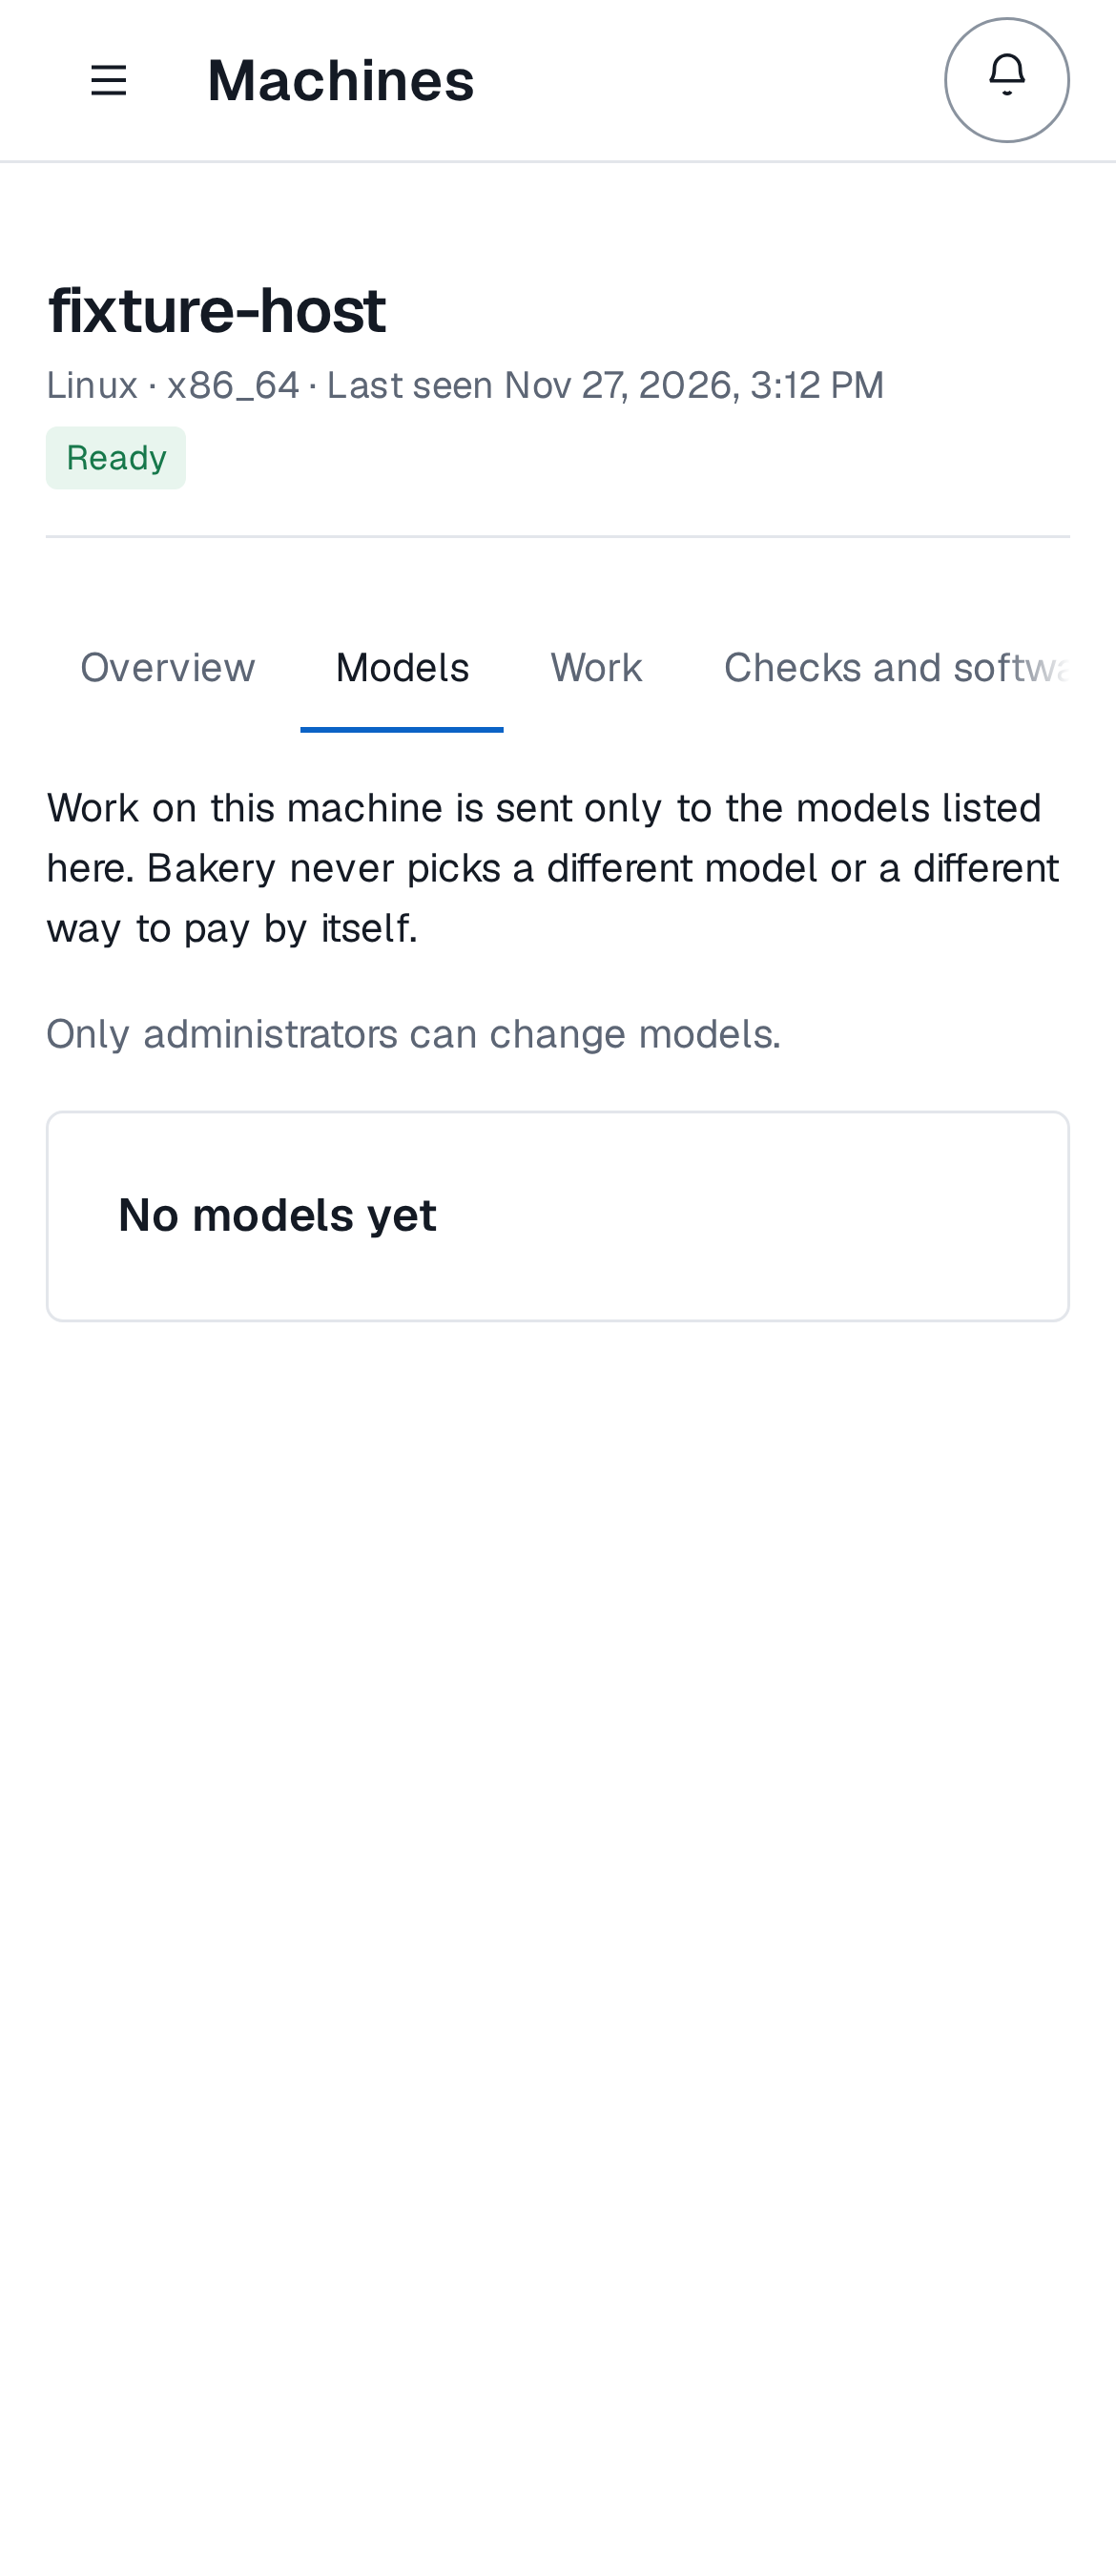 Machines
fixture-host
Linux · x86_64 · Last seen Nov 27, 2026, 3:12 PM
Ready
Overview Models Work Checks and
Work on this machine is sent only to the models listed
here. Bakery never picks a different model or a different
way to pay by itself.
Only administrators can change models.
No models yet